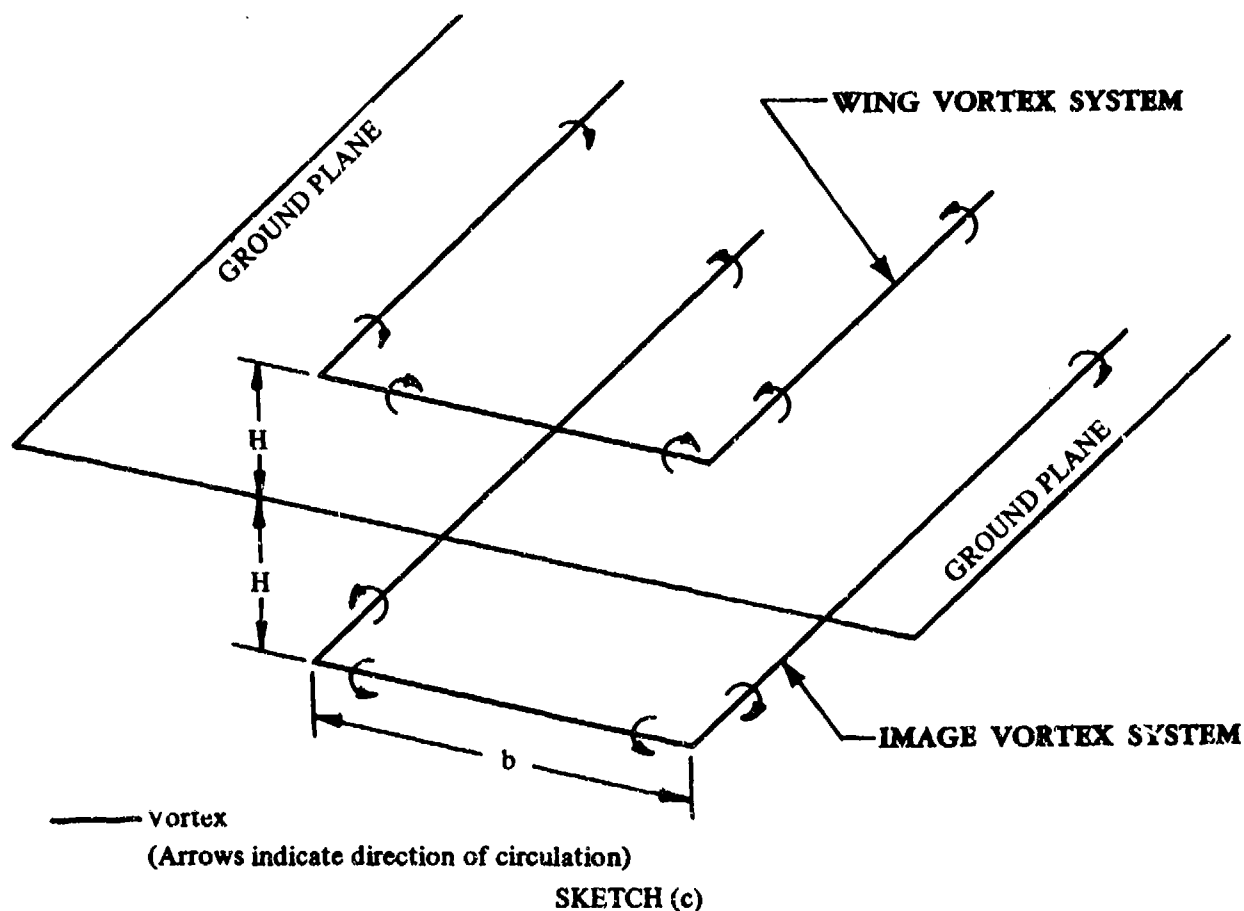 WING VORTEX SYSTEM
GROUND PLANE
H
GROUND PLANE
H
IMAGE VORTEX SYSTEM
b
vortex
(Arrows indicate direction of circulation)
SKETCH (c)